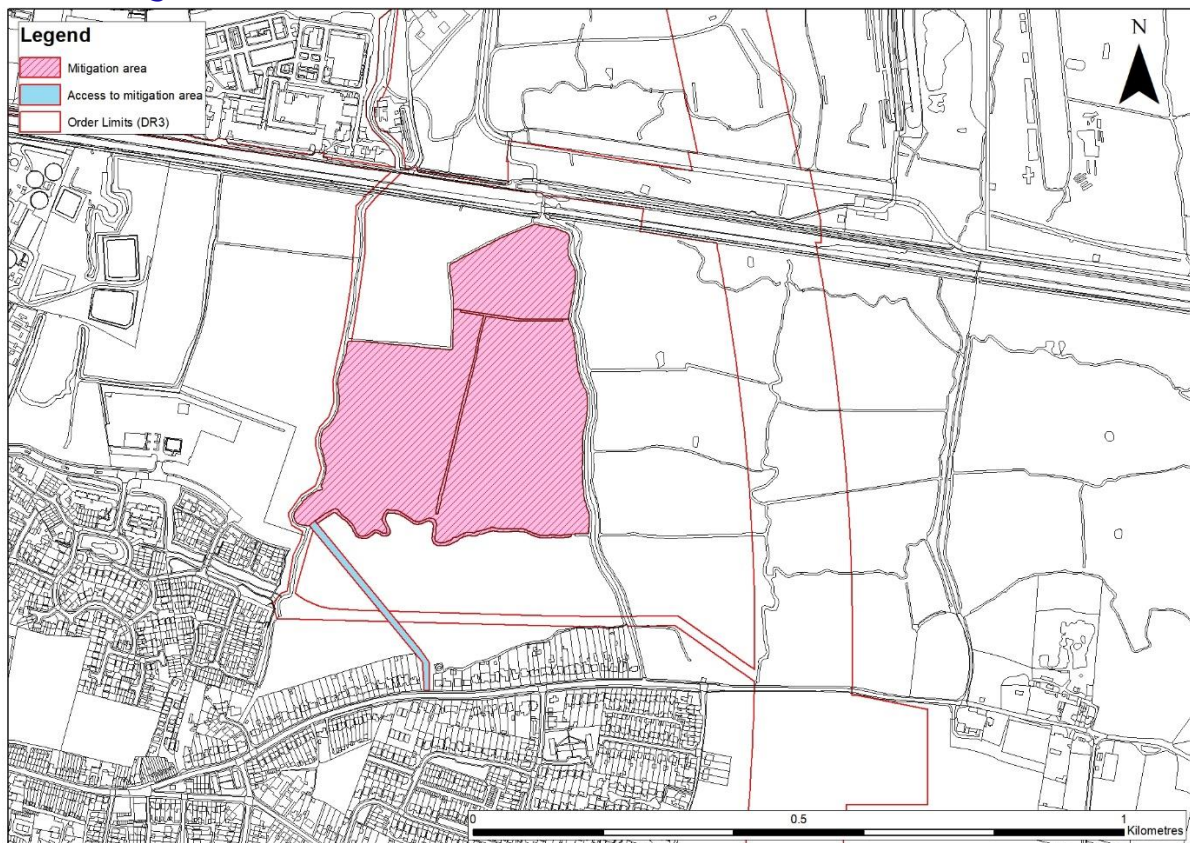 Legend
Mitigation area
Access to mitigation area
Order Limits (DR3)
N
0
0.5
1
Kilometres